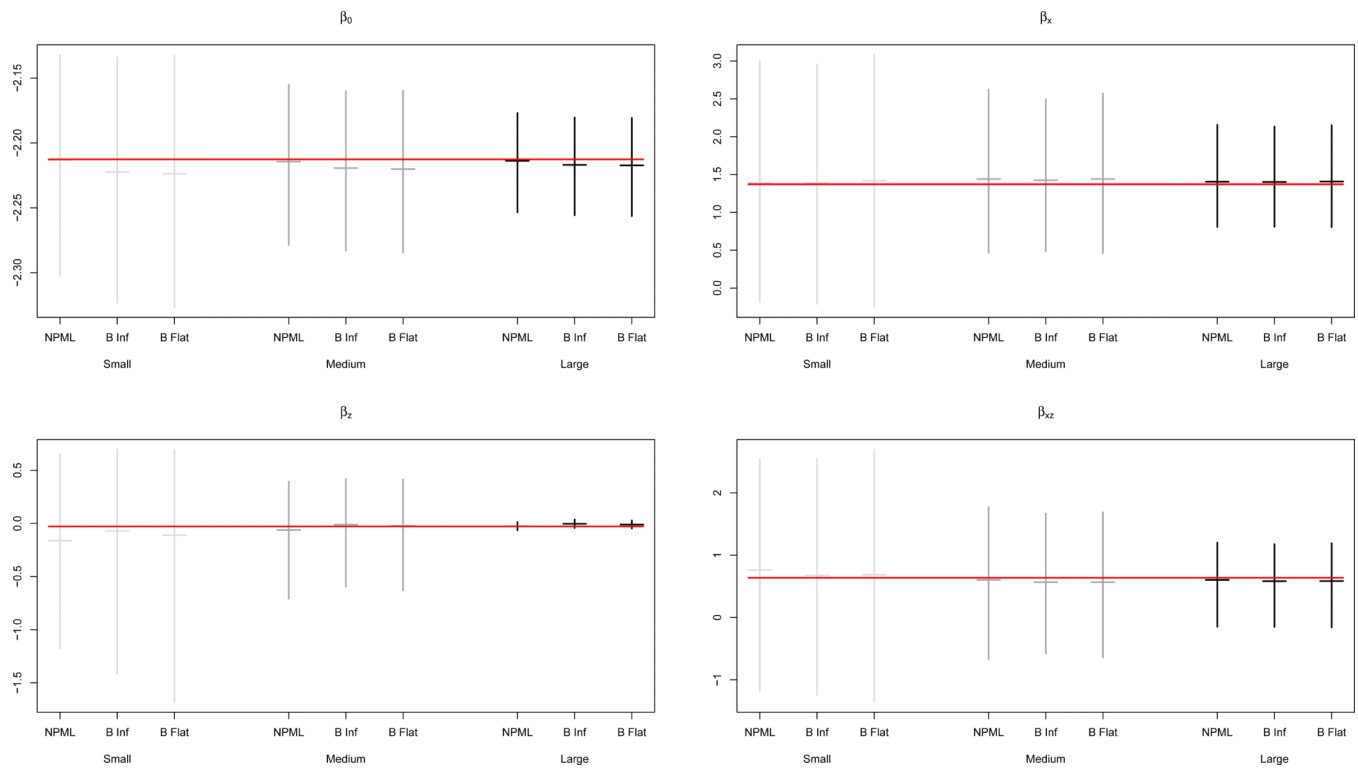 β0
−2.15
−2.20
−2.25
−2.30
NPML B Inf B Flat NPML B Inf B Flat NPML B Inf B Flat
Small Medium Large
βx
3.0
2.5
2.0
1.5
1.0
0.5
0.0
NPML B Inf B Flat NPML B Inf B Flat NPML B Inf B Flat
Small Medium Large
βz
0.5
0.0
−0.5
−1.0
−1.5
NPML B Inf B Flat NPML B Inf B Flat NPML B Inf B Flat
Small Medium Large
βxz
2
1
0
−1
NPML B Inf B Flat NPML B Inf B Flat NPML B Inf B Flat
Small Medium Large